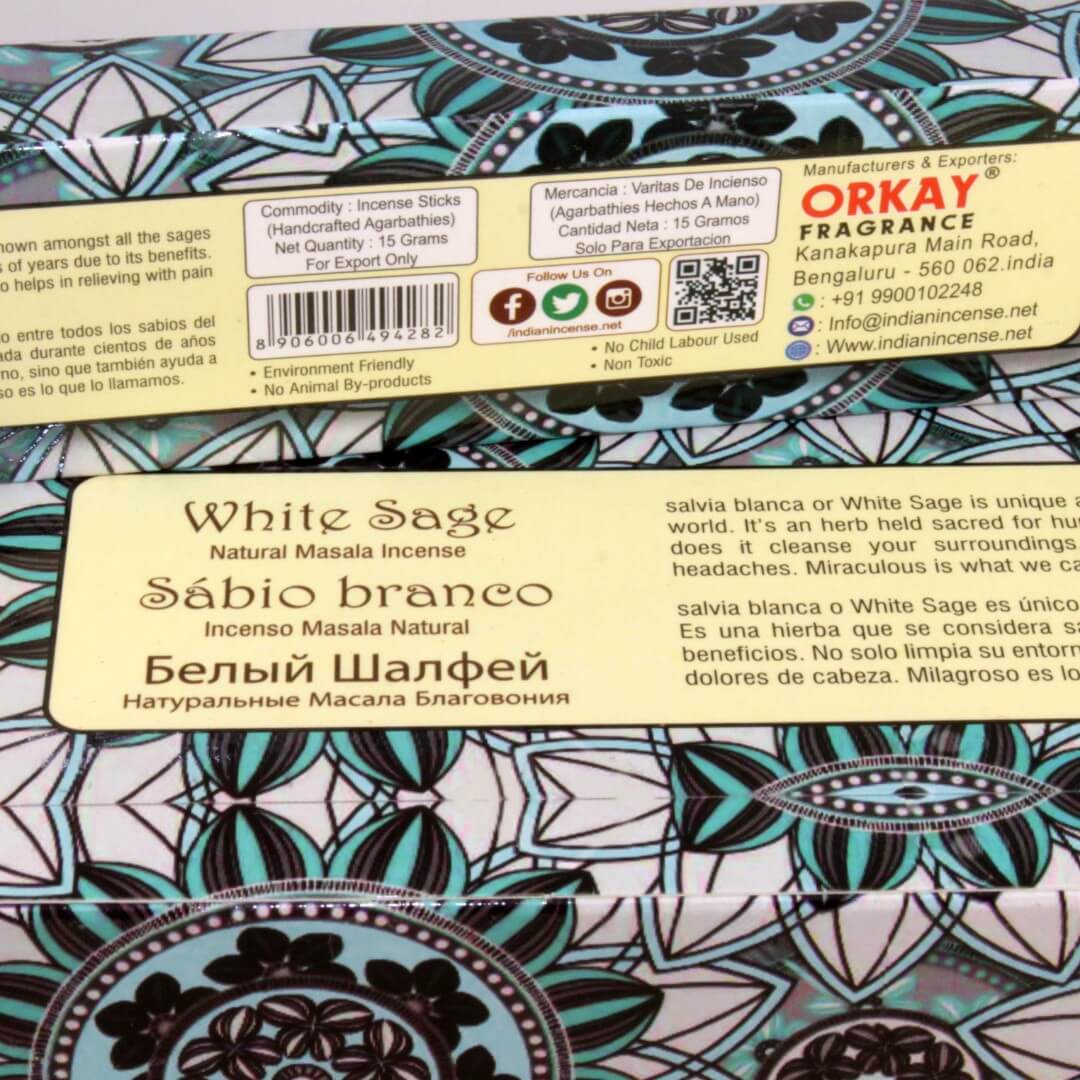 nown amongst all the sages
s of years due to its benefits.
o helps in relieving with pain
o entre todos los sabios del
ada durante cientos de años
no, sino que también ayuda a
so es lo que lo llamamos.
Commodity : Incense Sticks
(Handcrafted Agarbathies)
Net Quantity : 15 Grams
For Export Only
8 906006 494282
• Environment Friendly
• No Animal By-products
Mercancia : Varitas De Incienso
(Agarbathies Hechos A Mano)
Cantidad Neta : 15 Gramos
Solo Para Exportacion
Follow Us On
/indianincense.net
• No Child Labour Used
• Non Toxic
Manufacturers & Exporters:
ORKAY®
FRAGRANCE
Kanakapura Main Road,
Bengaluru - 560 062.india
: +91 9900102248
: Info@indianincense.net
: Www.indianincense.net
White Sage
Natural Masala Incense
Sábio branco
Incenso Masala Natural
Белый Шалфей
Натуральные Масала Благовония
salvia blanca or White Sage is unique a
world. It's an herb held sacred for hu
does it cleanse your surroundings
headaches. Miraculous is what we ca
salvia blanca o White Sage es único
Es una hierba que se considera sa
beneficios. No solo limpia su entorn
dolores de cabeza. Milagroso es lo